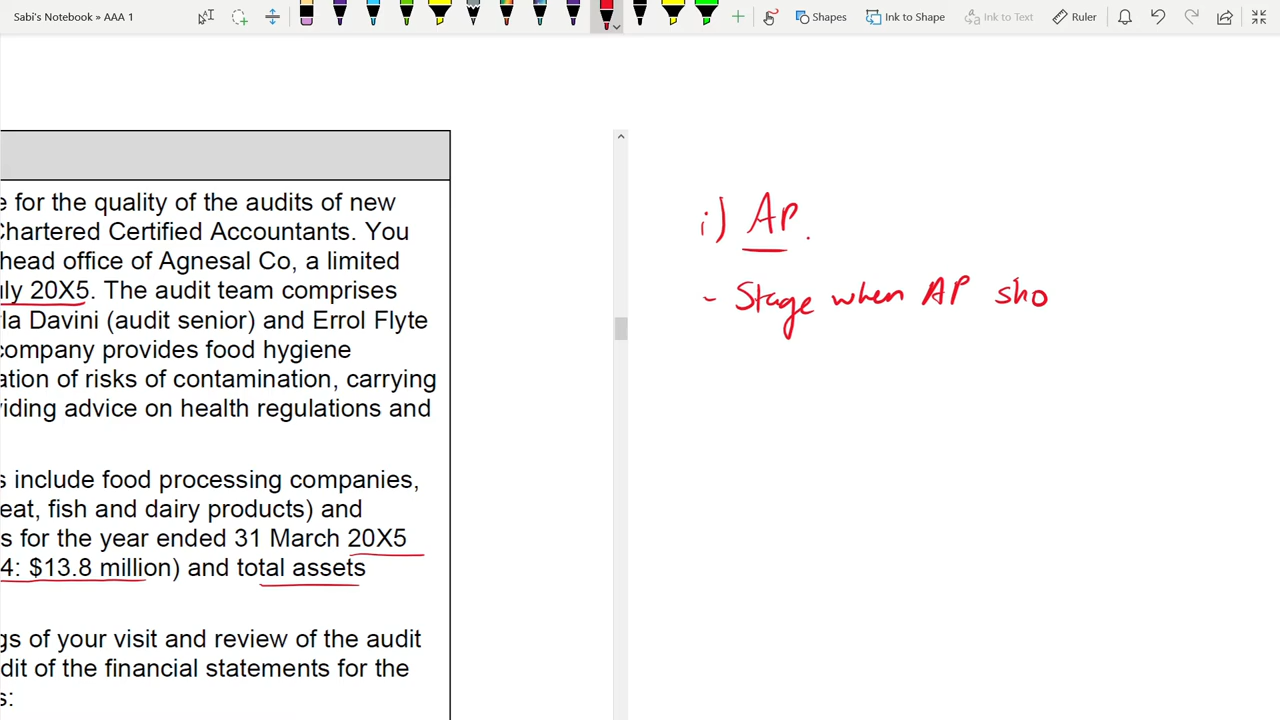 Sabi's Notebook » AAA 1
Shapes
Ink to Shape
Ink to Text
Ruler
e for the quality of the audits of new
Chartered Certified Accountants. You
head office of Agnesal Co, a limited
uly 20X5. The audit team comprises
rla Davini (audit senior) and Errol Flyte
company provides food hygiene
ation of risks of contamination, carrying
viding advice on health regulations and
s include food processing companies,
eat, fish and dairy products) and
s for the year ended 31 March 20X5
4: $13.8 million) and total assets
gs of your visit and review of the audit
dit of the financial statements for the
s:
i) AP.
- Stage when AP sho